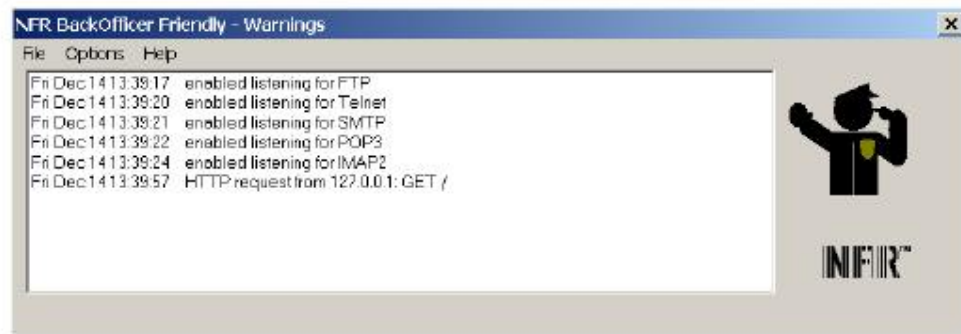 NFR BackOfficer Friendly - Warnings
File Options Help
Fri Dec 14 13:39:17 enabled listening for FTP
Fri Dec 14 13:39:20 enabled listening for Telnet
Fri Dec 14 13:39:21 enabled listening for SMTP
Fri Dec 14 13:39:22 enabled listening for POP3
Fri Dec 14 13:39:24 enabled listening for IMAP2
Fri Dec 14 13:39:57 HTTP request from 127.0.0.1: GET /
NFR™